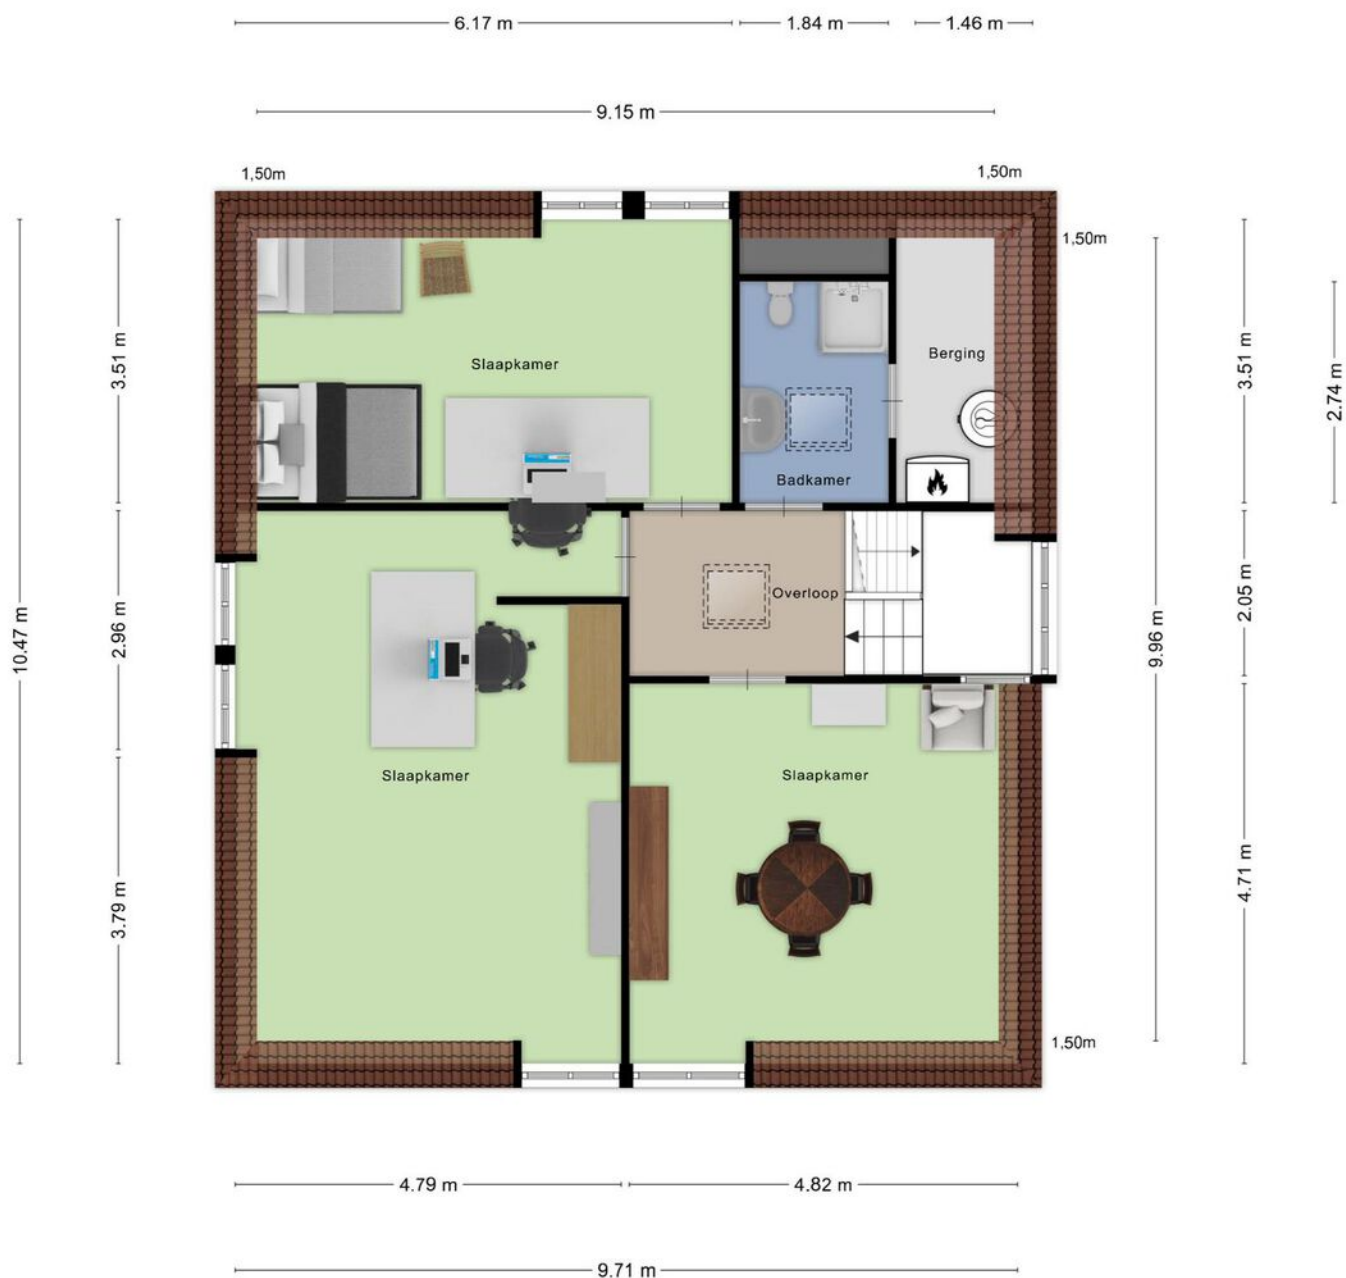 6.17 m
1.84 m
1.46 m
9.15 m
1,50m
1,50m
1,50m
3.51 m
3.51 m
2.74 m
Slaapkamer
Berging
Badkamer
Overloop
10.47 m
2.96 m
2.05 m
9.96 m
Slaapkamer
Slaapkamer
3.79 m
4.71 m
1,50m
4.79 m
4.82 m
9.71 m